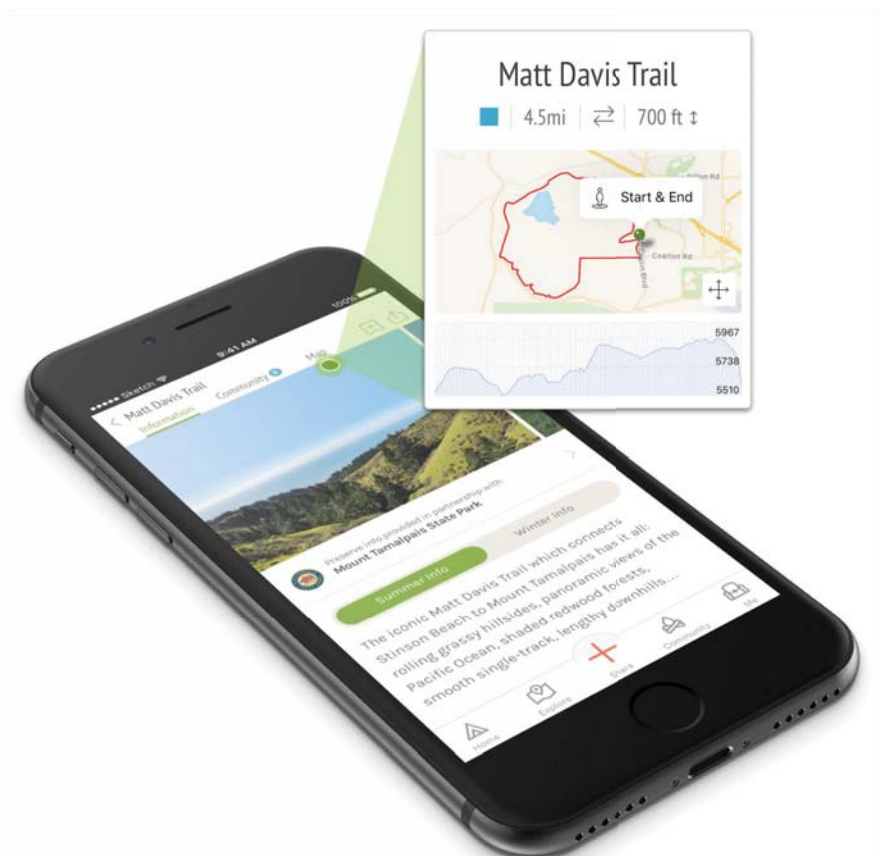 Matt Davis Trail
4.5mi
700 ft
Start & End
Coalton Rd
5967
5738
5510
100%
9:41 AM
Sketch
Matt Davis Trail
Information
Community
Map
Preserve info provided in partnership with
Mount Tamalpais State Park
Summer info
Winter info
The iconic Matt Davis Trail which connects
Stinson Beach to Mount Tamalpais has it all:
rolling grassy hillsides, panoramic views of the
Pacific Ocean, shaded redwood forests,
smooth single-track, lengthy downhills...
Home
Explore
Share
Community
Me